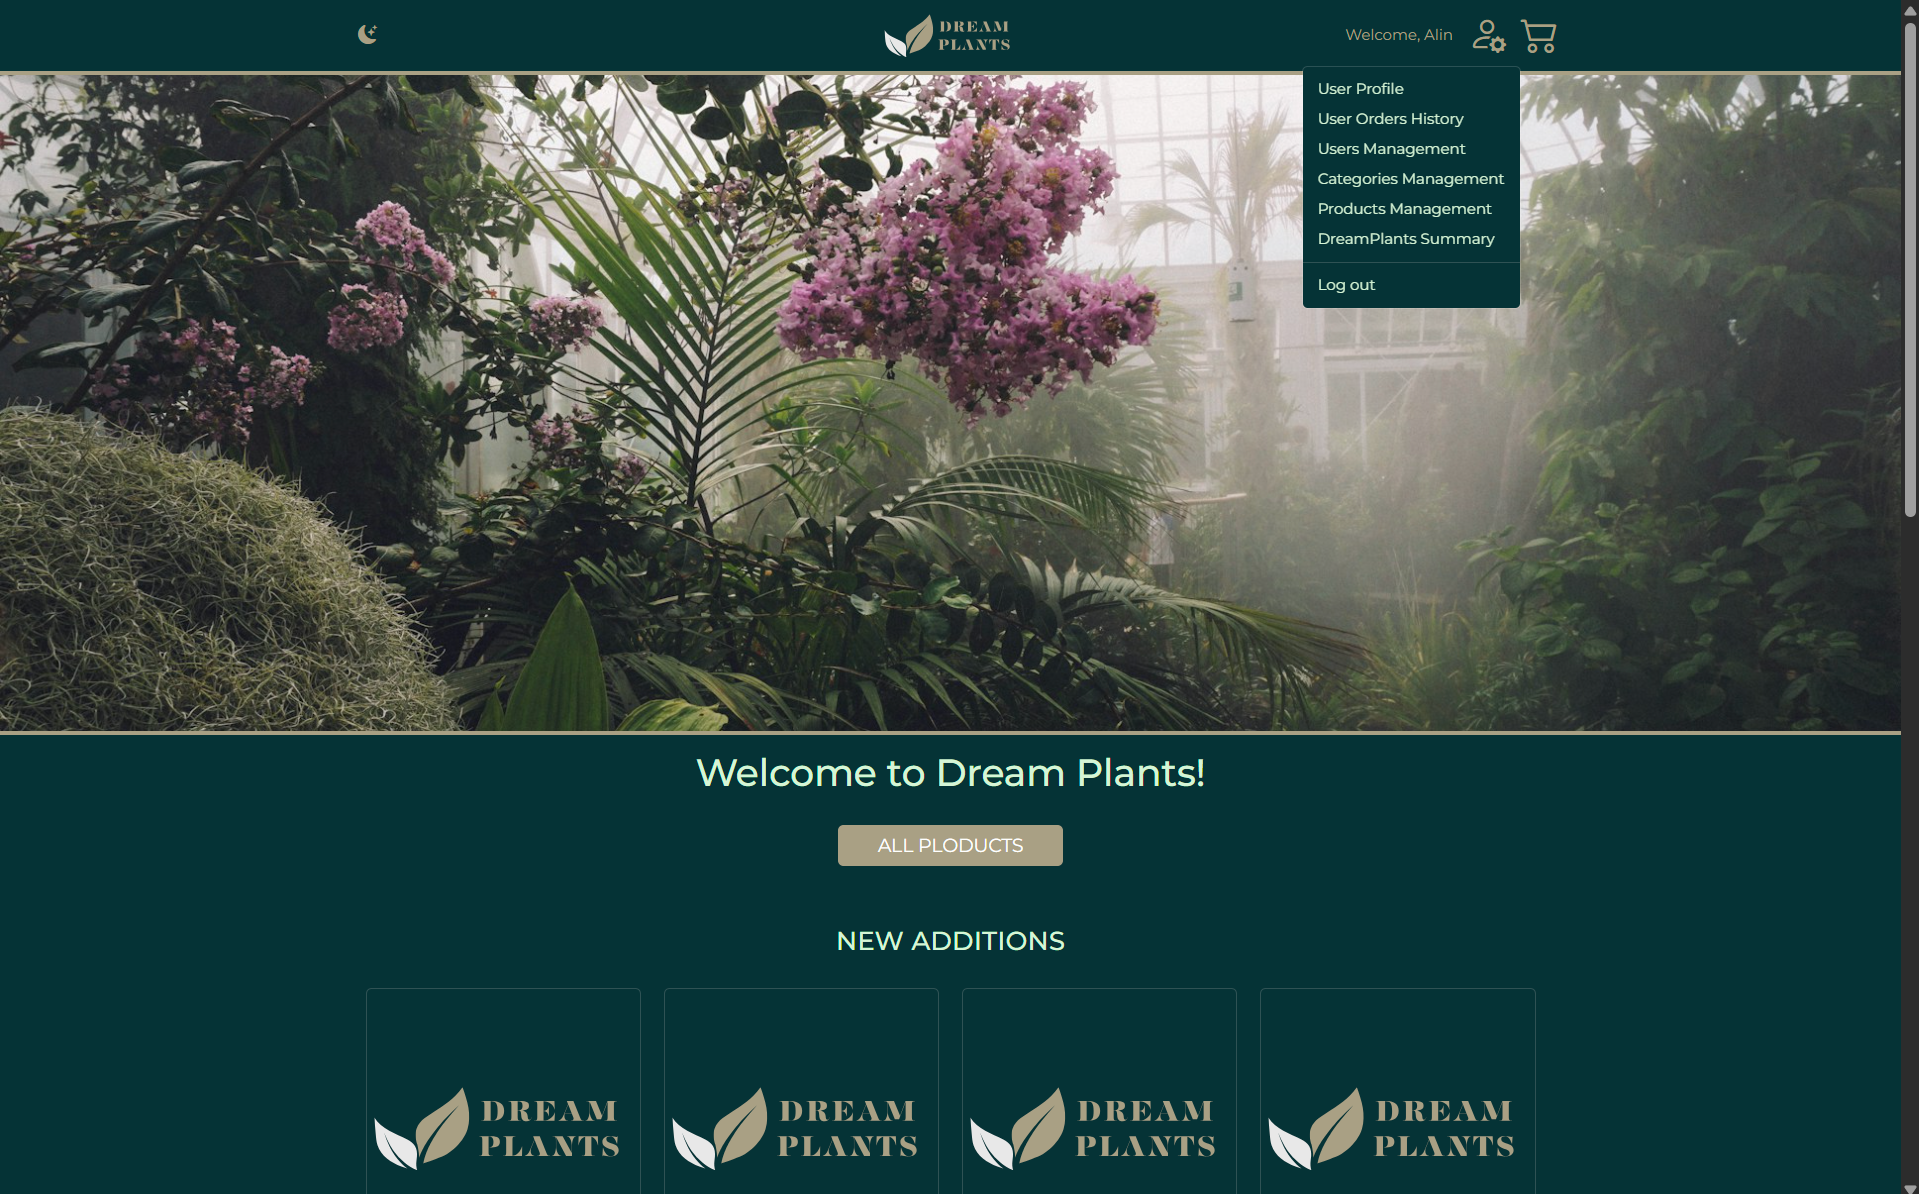 DREAM
PLANTS
Welcome, Alin
User Profile
User Orders History
Users Management
Categories Management
Products Management
DreamPlants Summary
Log out
Welcome to Dream Plants!
ALL PLODUCTS
NEW ADDITIONS
DREAM
PLANTS
DREAM
PLANTS
DREAM
PLANTS
DREAM
PLANTS